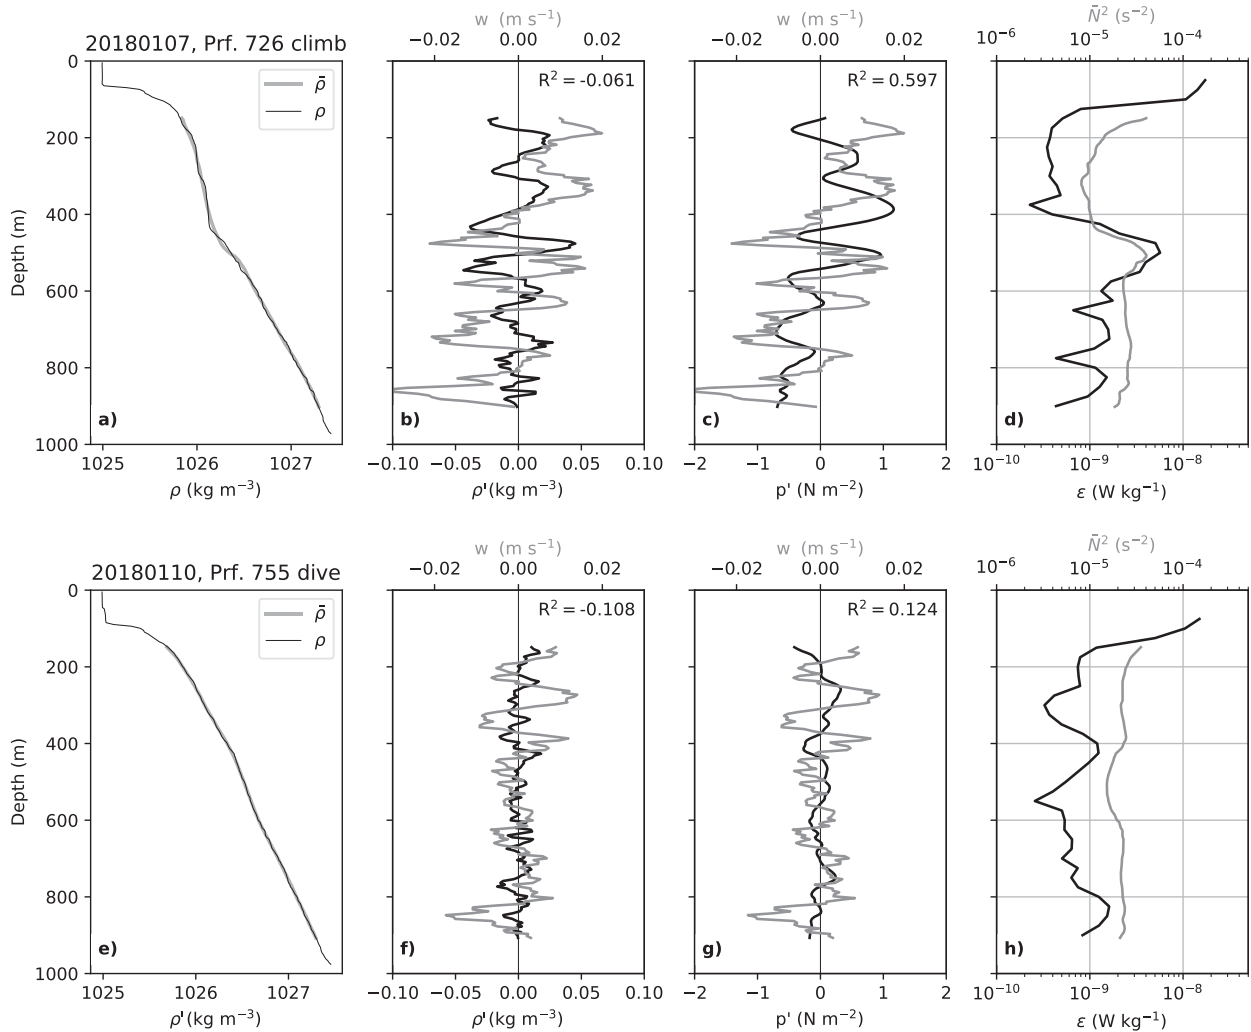 w (m s⁻¹)
w (m s⁻¹)
N̄² (s⁻²)
−0.02 0.00 0.02
−0.02 0.00 0.02
10⁻⁶ 10⁻⁵ 10⁻⁴
20180107, Prf. 726 climb
0
200
400
600
800
1000
Depth (m)
ρ̄
ρ
a)
1025 1026 1027
ρ (kg m⁻³)
R² = -0.061
b)
−0.10 −0.05 0.00 0.05 0.10
ρ'(kg m⁻³)
R² = 0.597
c)
−2 −1 0 1 2
p' (N m⁻²)
d)
10⁻¹⁰ 10⁻⁹ 10⁻⁸
ε (W kg⁻¹)
w (m s⁻¹)
w (m s⁻¹)
N̄² (s⁻²)
−0.02 0.00 0.02
−0.02 0.00 0.02
10⁻⁶ 10⁻⁵ 10⁻⁴
20180110, Prf. 755 dive
0
200
400
600
800
1000
Depth (m)
ρ̄
ρ
e)
1025 1026 1027
ρ'(kg m⁻³)
R² = -0.108
f)
−0.10 −0.05 0.00 0.05 0.10
ρ'(kg m⁻³)
R² = 0.124
g)
−2 −1 0 1 2
p' (N m⁻²)
h)
10⁻¹⁰ 10⁻⁹ 10⁻⁸
ε (W kg⁻¹)